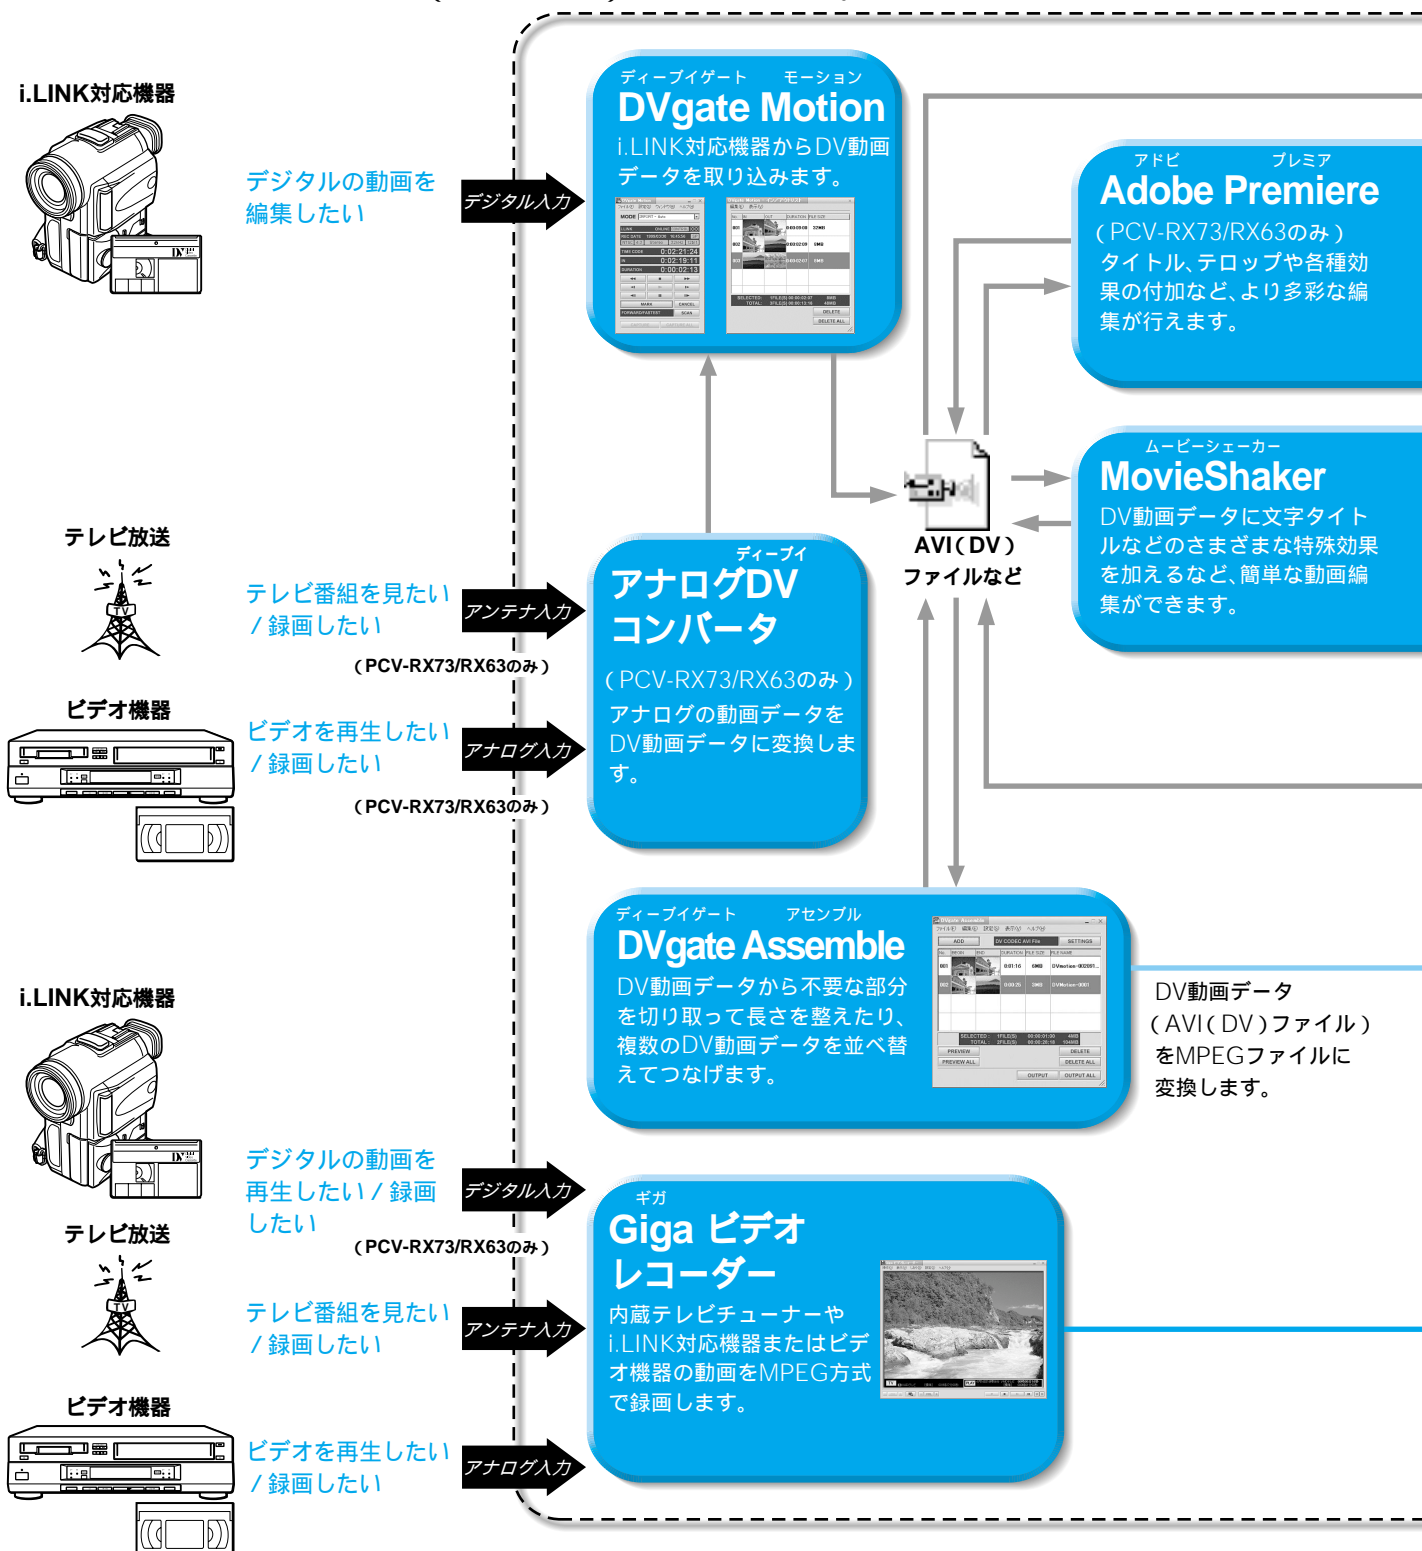 i.LINK対応機器
デジタルの動画を
編集したい
デジタル入力
ディーブイゲート モーション
DVgate Motion
i.LINK対応機器からDV動画
データを取り込みます。
アドビ プレミア
Adobe Premiere
（PCV-RX73/RX63のみ）
タイトル、テロップや各種効
果の付加など、より多彩な編
集が行えます。
ムービーシェーカー
MovieShaker
DV動画データに文字タイト
ルなどのさまざまな特殊効果
を加えるなど、簡単な動画編
集ができます。
AVI（DV）
ファイルなど
テレビ放送
TV
テレビ番組を見たい
/ 録画したい
アンテナ入力
（PCV-RX73/RX63のみ）
ビデオ機器
ビデオを再生したい
/ 録画したい
アナログ入力
（PCV-RX73/RX63のみ）
ディーブイ
アナログDV
コンバータ
（PCV-RX73/RX63のみ）
アナログの動画データを
DV動画データに変換しま
す。
ディーブイゲート アセンブル
DVgate Assemble
DV動画データから不要な部分
を切り取って長さを整えたり、
複数のDV動画データを並べ替
えてつなげます。
ADD DV CODEC AVI File SETTINGS
PREVIEW DELETE
PREVIEW ALL DELETE ALL
OUTPUT OUTPUT ALL
DV動画データ
（AVI（DV）ファイル）
をMPEGファイルに
変換します。
i.LINK対応機器
デジタルの動画を
再生したい / 録画
したい
デジタル入力
（PCV-RX73/RX63のみ）
テレビ放送
TV
テレビ番組を見たい
/ 録画したい
アンテナ入力
ビデオ機器
ビデオを再生したい
/ 録画したい
アナログ入力
ギガ
Giga ビデオ
レコーダー
内蔵テレビチューナーや
i.LINK対応機器またはビデ
オ機器の動画をMPEG方式
で録画します。